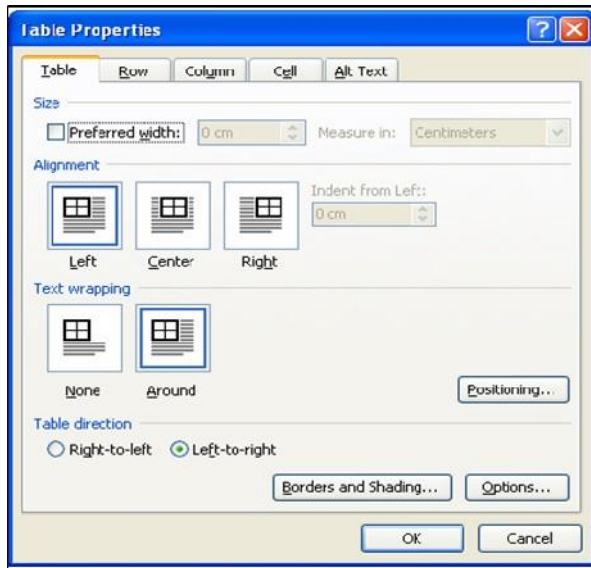 Table Properties
Table Row Column Cell Alt Text
Size
Preferred width: 0 cm Measure in: Centimeters
Alignment
Indent from Left:
0 cm
Left Center Right
Text wrapping
None Around
Positioning...
Table direction
Right-to-left Left-to-right
Borders and Shading... Options...
OK Cancel